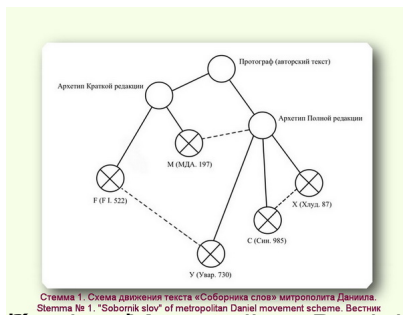 Протограф (авторский текст)
Архетип Краткой редакции
Архетип Полной редакции
М (МДА. 197)
F (F I. 522)
Х (Хлуд. 87)
С (Син. 985)
У (Увар. 730)
Стемма 1. Схема движения текста «Соборника слов» митрополита Даниила.
Stemma № 1. "Sobornik slov" of metropolitan Daniel movement scheme. Вестник